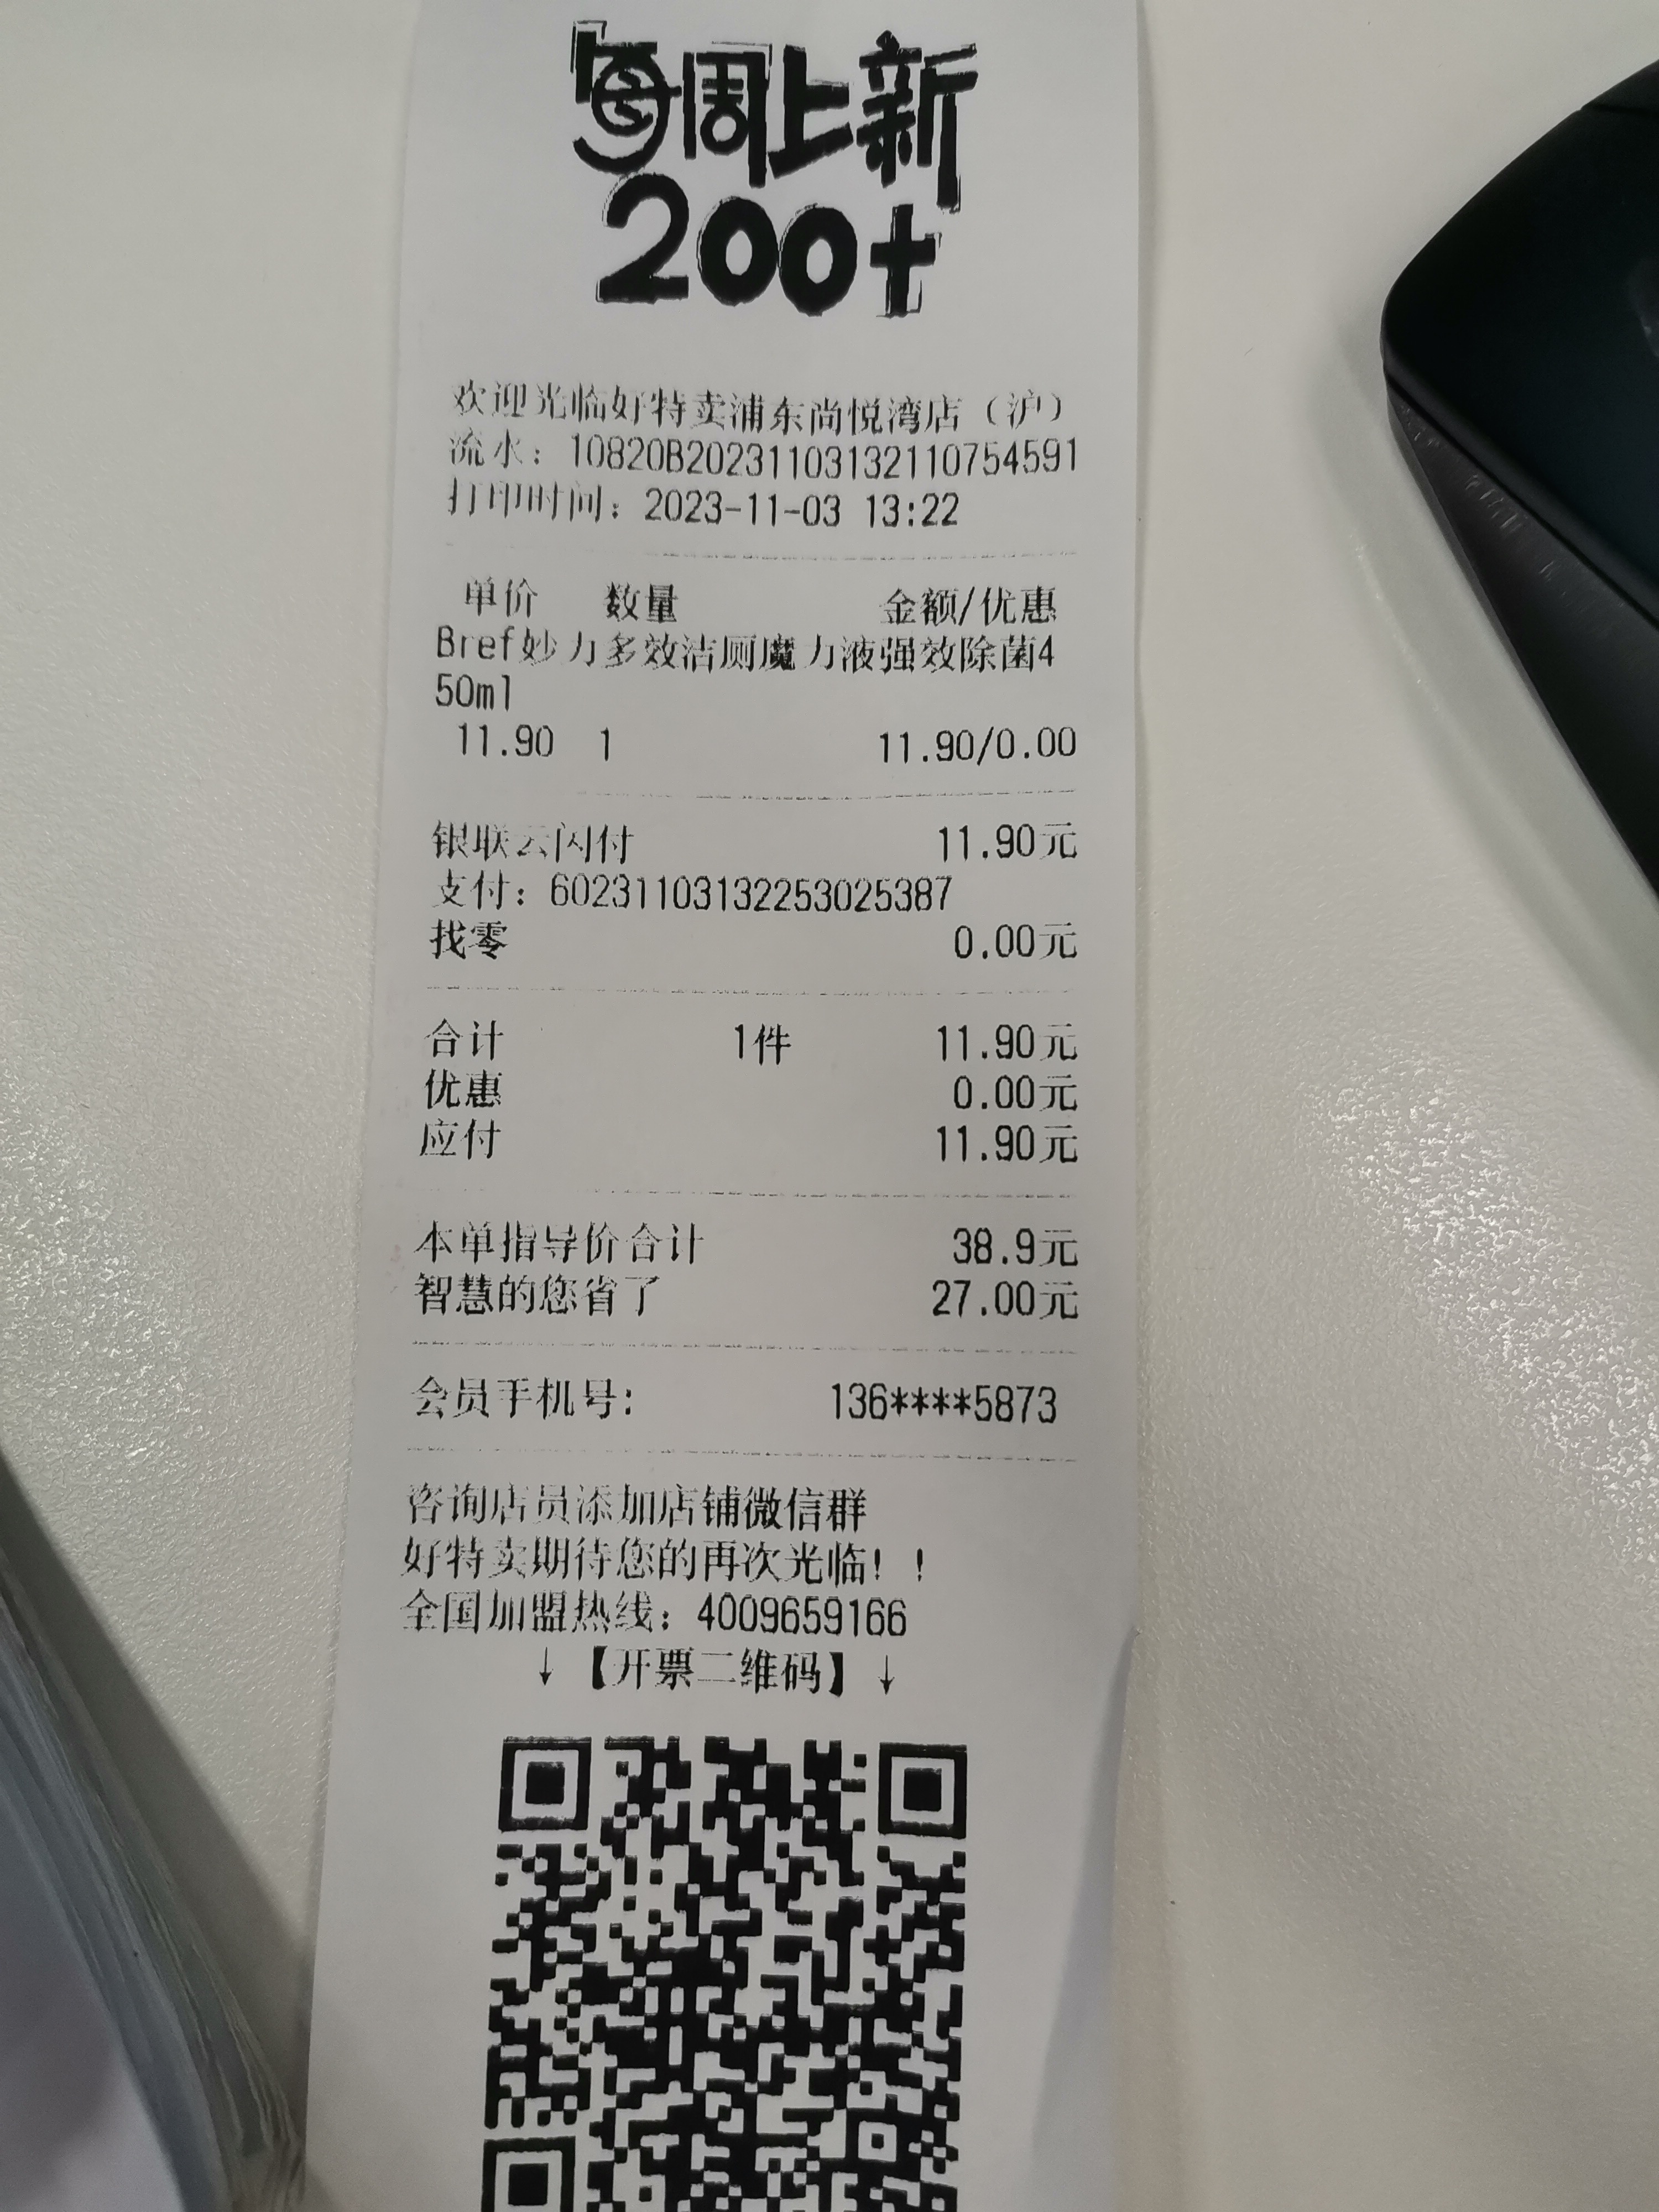 每周上新
200+
欢迎光临好特卖浦东尚悦湾店（沪）
流水：10820B20231103132110754591
打印时间：2023-11-03 13:22
单价 数量 金额/优惠
Bref妙力多效洁厕魔力液强效除菌4
50ml
11.90 1 11.90/0.00
银联云闪付 11.90元
支付：60231103132253025387
找零 0.00元
合计 1件 11.90元
优惠 0.00元
应付 11.90元
本单指导价合计 38.9元
智慧的您省了 27.00元
会员手机号: 136****5873
咨询店员添加店铺微信群
好特卖期待您的再次光临！！
全国加盟热线：4009659166
↓【开票二维码】↓